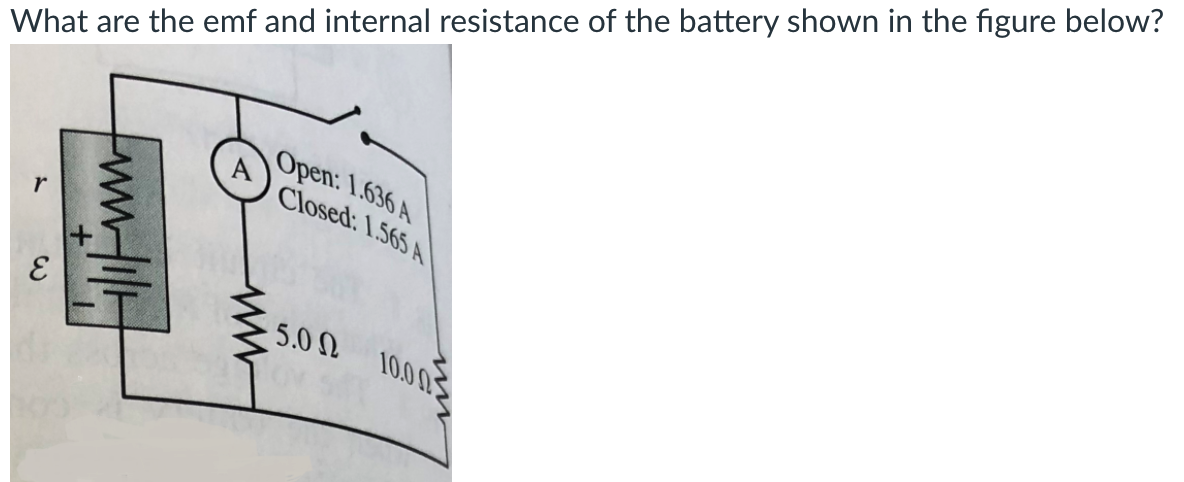 What are the emf and internal resistance of the battery shown in the figure below?
A
Open: 1.636 A
Closed: 1.565 A
r
+
ℰ
−
5.0 Ω
10.0 Ω